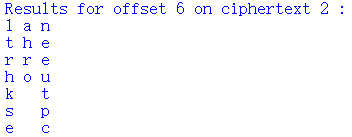 Results for offset 6 on ciphertext 2 :
l a n
t h e
r r e
h o u
k   t
s   p
e   c